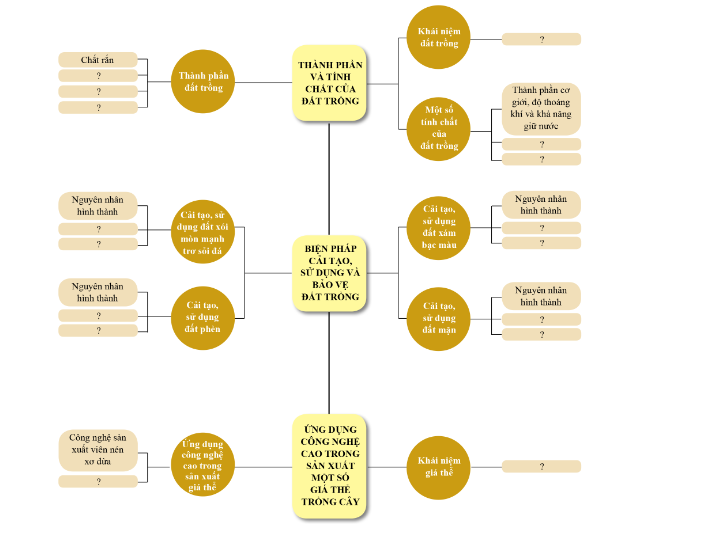 Chất rắn
?
?
?
Thành phần
đất trồng
THÀNH PHẦN
VÀ TÍNH
CHẤT CỦA
ĐẤT TRỒNG
Khái niệm
đất trồng
?
Một số
tính chất
của
đất trồng
Thành phần cơ
giới, độ thoáng
khí và khả năng
giữ nước
?
?
Nguyên nhân
hình thành
?
?
Cải tạo, sử
dụng đất xói
mòn mạnh
trơ sỏi đá
Nguyên nhân
hình thành
?
?
Cải tạo,
sử dụng
đất phèn
BIỆN PHÁP
CẢI TẠO,
SỬ DỤNG VÀ
BẢO VỆ
ĐẤT TRỒNG
Cải tạo,
sử dụng
đất xám
bạc màu
Nguyên nhân
hình thành
?
?
Cải tạo,
sử dụng
đất mặn
Nguyên nhân
hình thành
?
?
Công nghệ sản
xuất viên nén
xơ dừa
?
Ứng dụng
công nghệ
cao trong
sản xuất
giá thể
ỨNG DỤNG
CÔNG NGHỆ
CAO TRONG
SẢN XUẤT
MỘT SỐ
GIÁ THỂ
TRỒNG CÂY
Khái niệm
giá thể
?